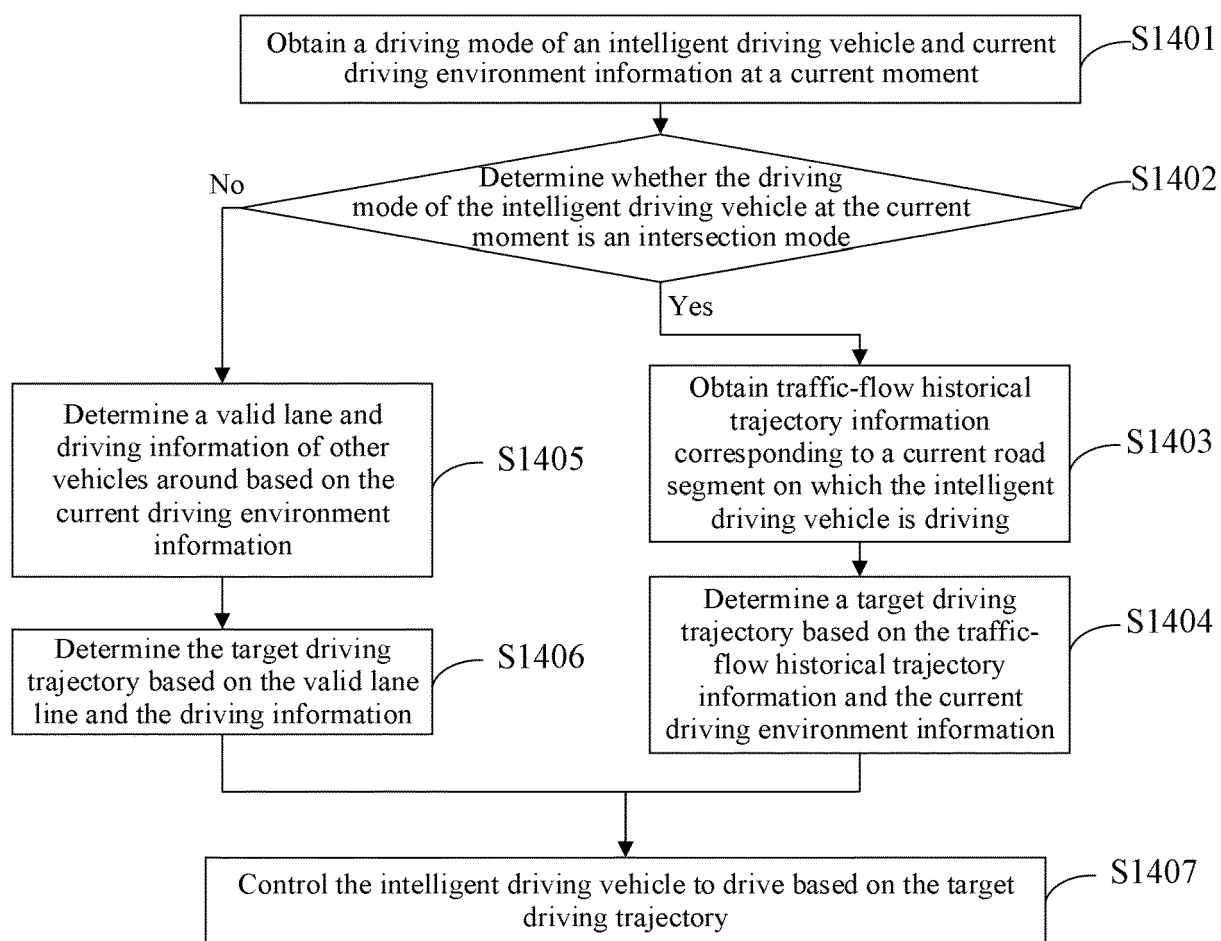 Obtain a driving mode of an intelligent driving vehicle and current
driving environment information at a current moment
S1401
No
Determine whether the driving
mode of the intelligent driving vehicle at the current
moment is an intersection mode
S1402
Yes
Determine a valid lane and
driving information of other
vehicles around based on the
current driving environment
information
S1405
Obtain traffic-flow historical
trajectory information
corresponding to a current road
segment on which the intelligent
driving vehicle is driving
S1403
Determine the target driving
trajectory based on the valid lane
line and the driving information
S1406
Determine a target driving
trajectory based on the traffic-
flow historical trajectory
information and the current
driving environment information
S1404
Control the intelligent driving vehicle to drive based on the target
driving trajectory
S1407